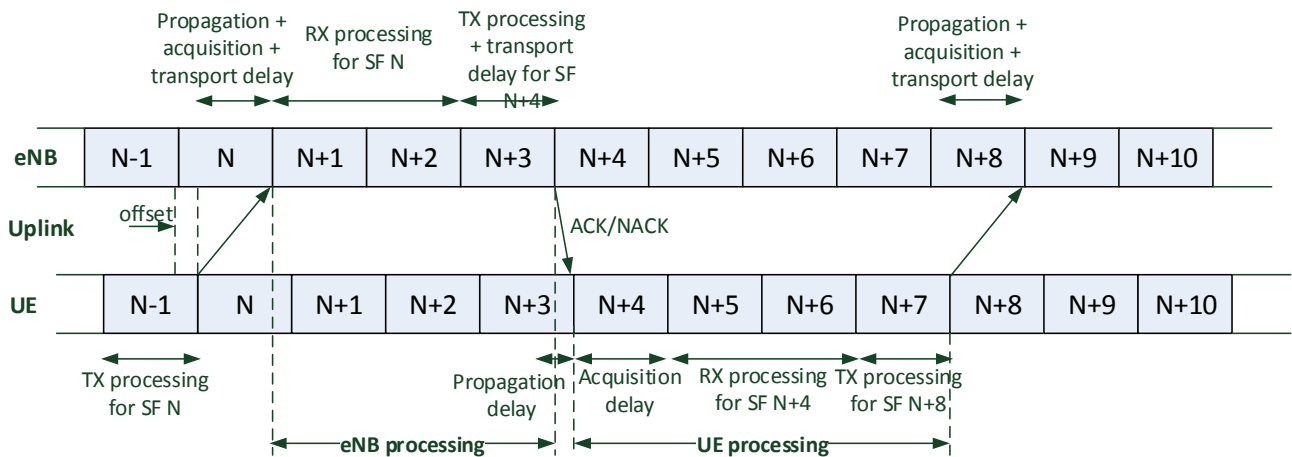 Propagation +
acquisition +
transport delay
RX processing
for SF N
TX processing
+ transport
delay for SF
N+4
Propagation +
acquisition +
transport delay
eNB
N-1 N N+1 N+2 N+3 N+4 N+5 N+6 N+7 N+8 N+9 N+10
offset
Uplink
ACK/NACK
UE
N-1 N N+1 N+2 N+3 N+4 N+5 N+6 N+7 N+8 N+9 N+10
TX processing
for SF N
Propagation
delay
Acquisition
delay
RX processing
for SF N+4
TX processing
for SF N+8
eNB processing
UE processing